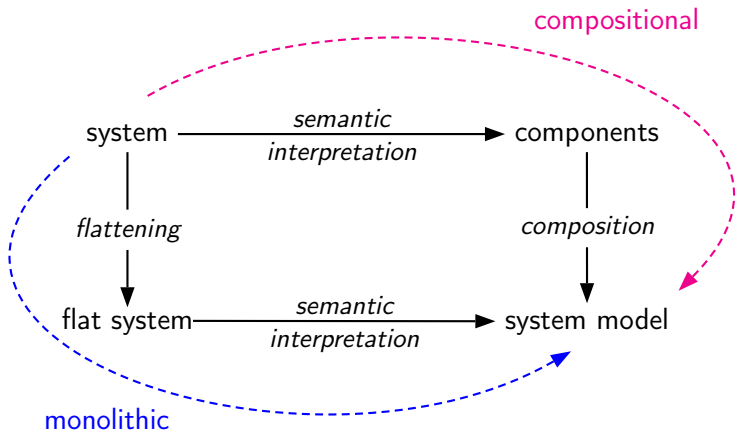 compositional
system
semantic
interpretation
components
flattening
composition
flat system
semantic
interpretation
system model
monolithic